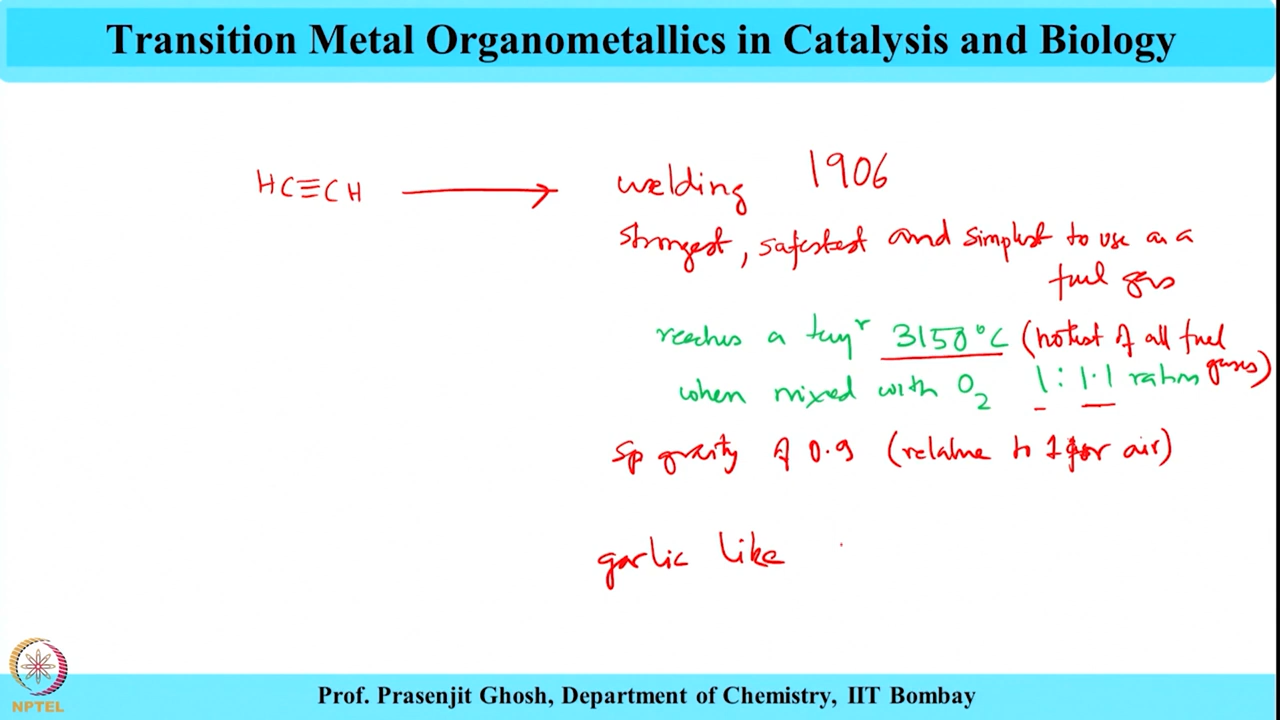 Transition Metal Organometallics in Catalysis and Biology
HC≡CH → welding 1906
strongest, safestest and simplest to use as a
fuel gas
reaches a tempr 3150°C (hottest of all fuel
gases)
when mixed with O2 1:1.1 ratios
sp gravity of 0.9 (relative to 1 for air)
garlic like
NPTEL
Prof. Prasenjit Ghosh, Department of Chemistry, IIT Bombay